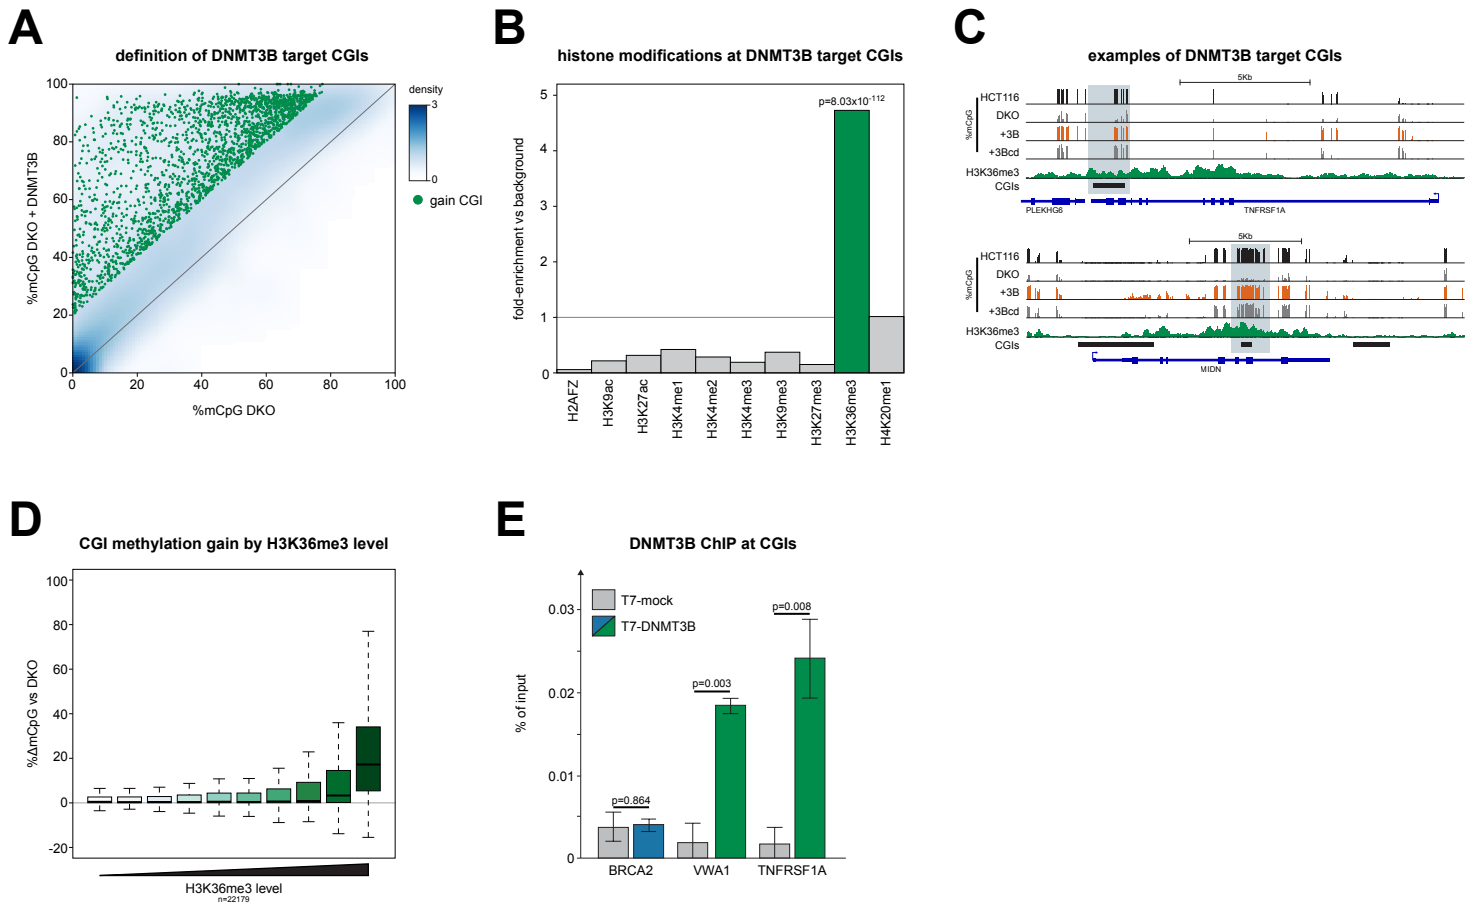 A
definition of DNMT3B target CGIs
100
80
60
40
20
0
%mCpG DKO + DNMT3B
0
20
40
60
80
100
%mCpG DKO
density
3
0
gain CGI
B
histone modifications at DNMT3B target CGIs
p=8.03x10-112
5
4
3
2
1
0
fold-enrichment vs background
H2AFZ
H3K9ac
H3K27ac
H3K4me1
H3K4me2
H3K4me3
H3K9me3
H3K27me3
H3K36me3
H4K20me1
C
examples of DNMT3B target CGIs
5Kb
%mCpG
HCT116
DKO
+3B
+3Bcd
H3K36me3
CGIs
PLEKHG6
TNFRSF1A
5Kb
%mCpG
HCT116
DKO
+3B
+3Bcd
H3K36me3
CGIs
MIDN
D
CGI methylation gain by H3K36me3 level
100
80
60
40
20
0
-20
%ΔmCpG vs DKO
H3K36me3 level
n=22179
E
DNMT3B ChIP at CGIs
T7-mock
T7-DNMT3B
0.03
0.02
0.01
0
% of input
p=0.864
p=0.003
p=0.008
BRCA2
VWA1
TNFRSF1A